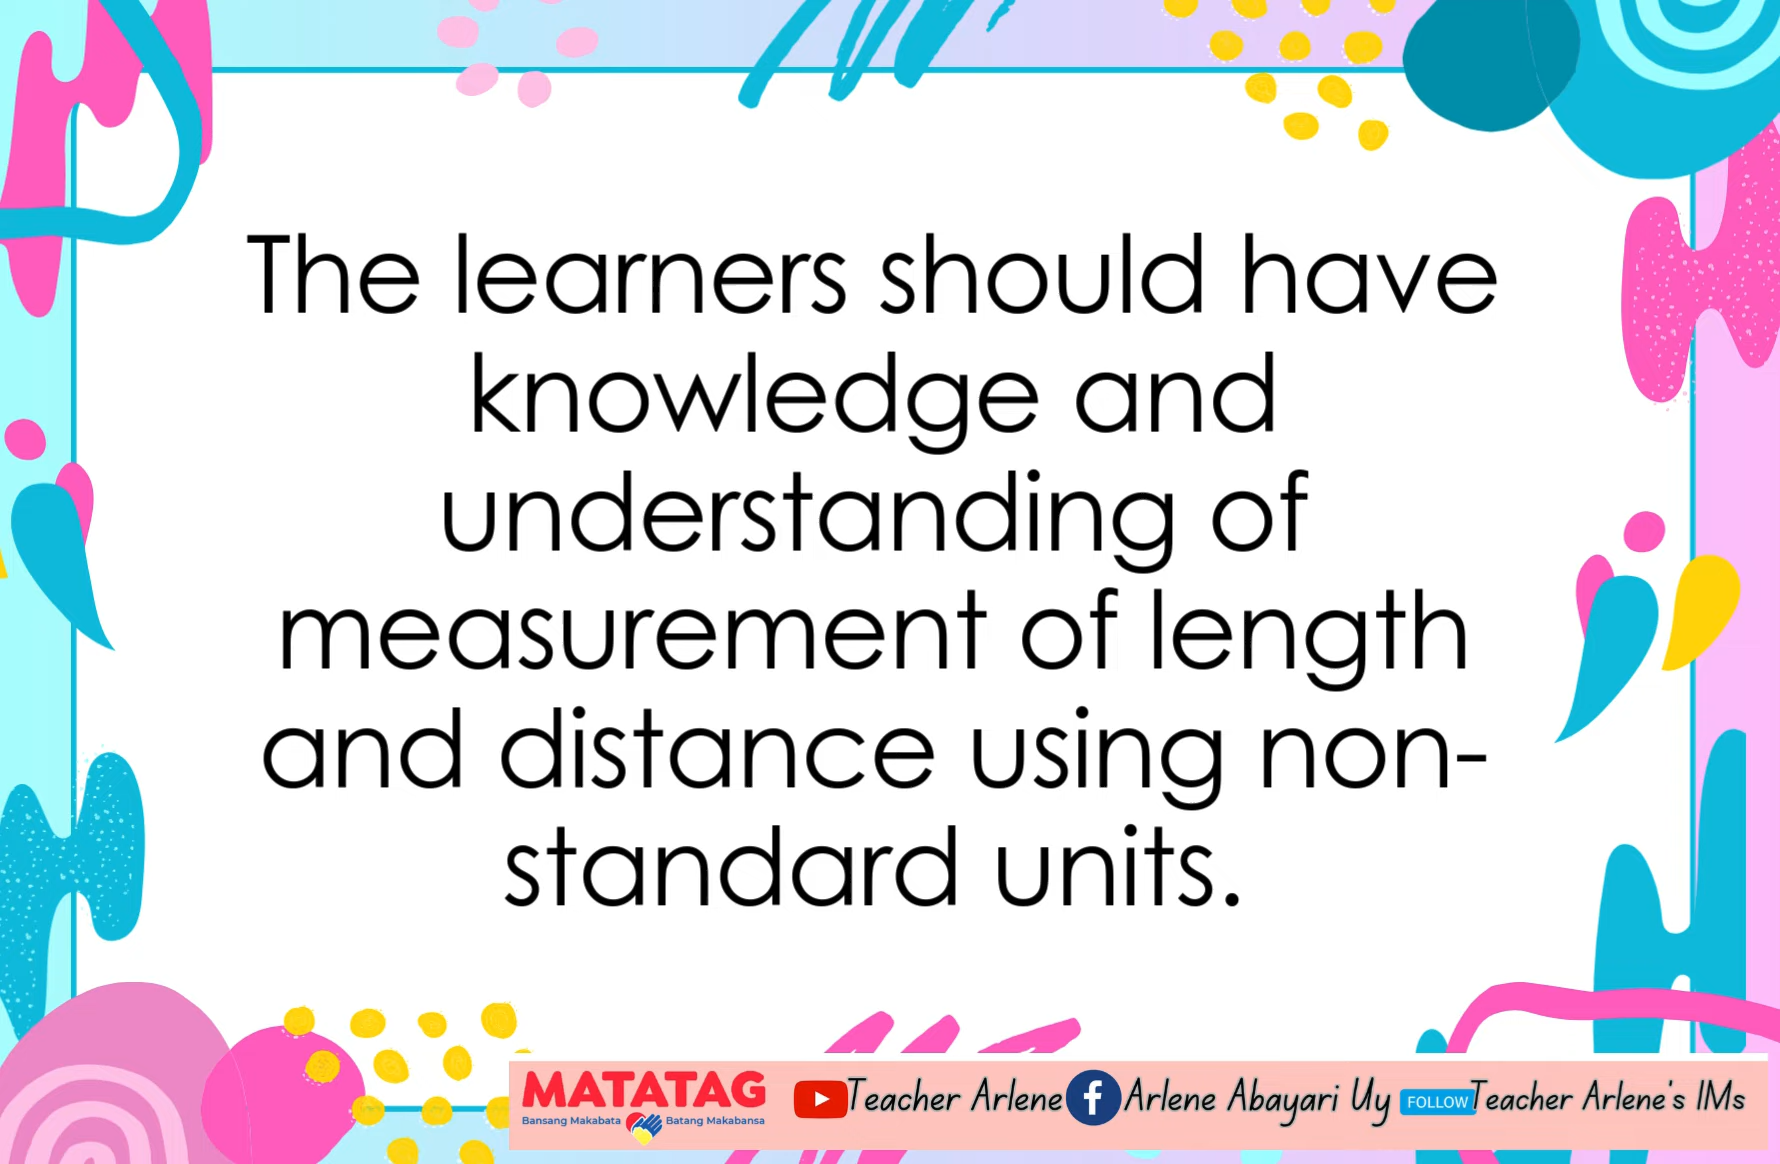 The learners should have
knowledge and
understanding of
measurement of length
and distance using non-
standard units.
MATATAG
Bansang Makabata Batang Makabansa
Teacher Arlene
Arlene Abayari Uy
FOLLOW
Teacher Arlene's IMs